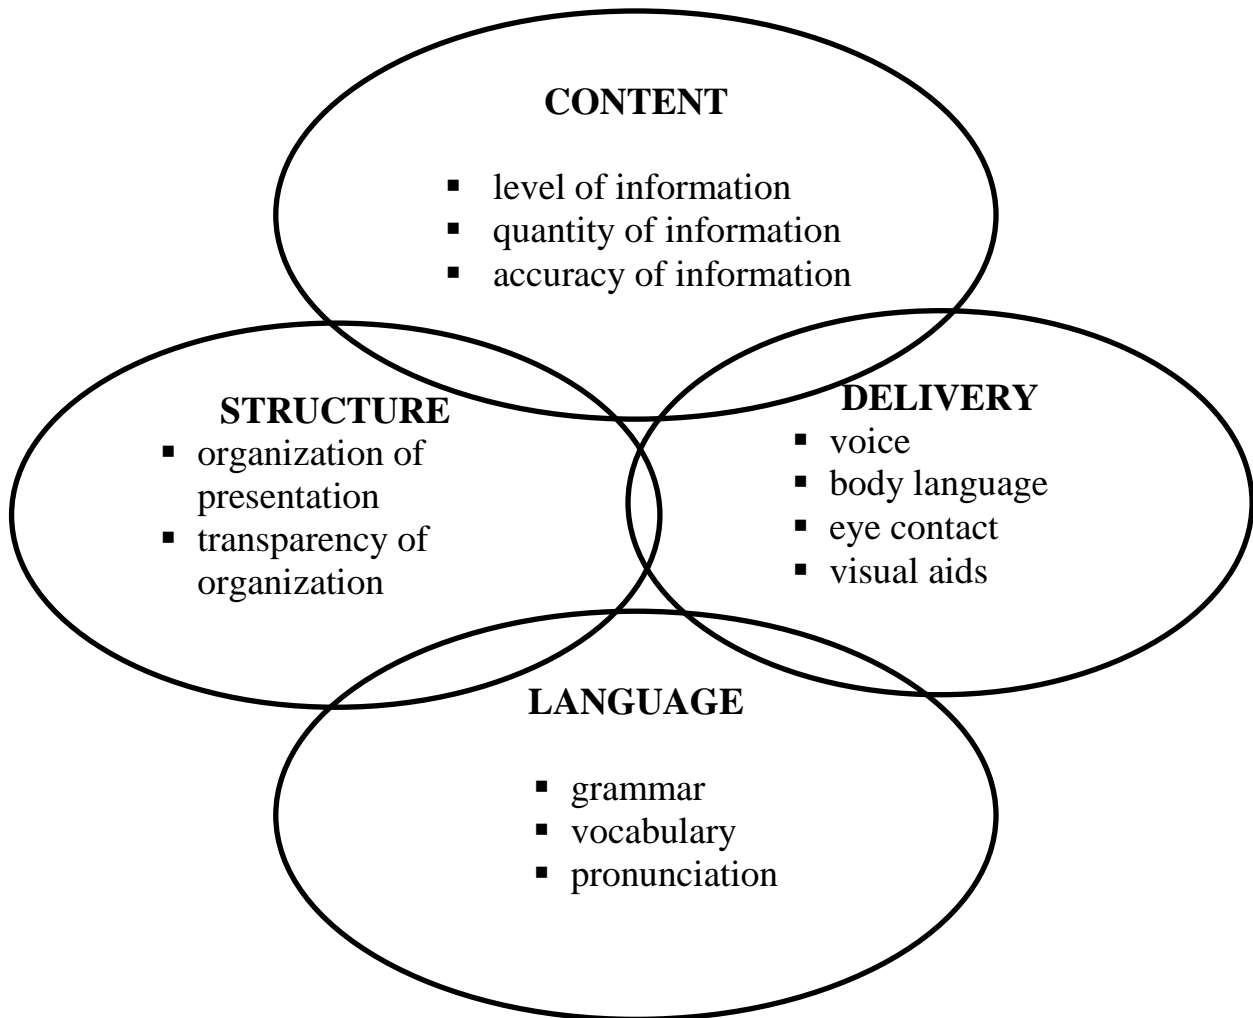 CONTENT
▪ level of information
▪ quantity of information
▪ accuracy of information
STRUCTURE
▪ organization of
presentation
▪ transparency of
organization
DELIVERY
▪ voice
▪ body language
▪ eye contact
▪ visual aids
LANGUAGE
▪ grammar
▪ vocabulary
▪ pronunciation